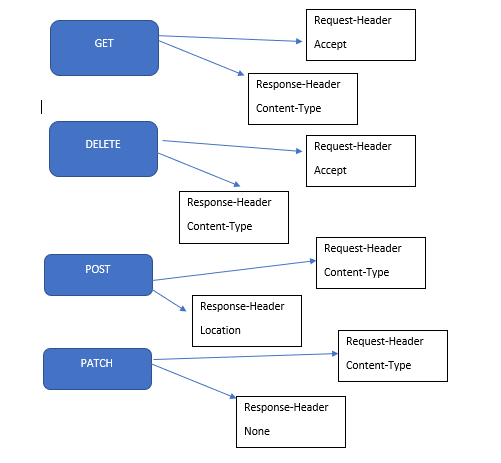 GET
Request-Header
Accept
Response-Header
Content-Type
DELETE
Request-Header
Accept
Response-Header
Content-Type
POST
Request-Header
Content-Type
Response-Header
Location
PATCH
Request-Header
Content-Type
Response-Header
None